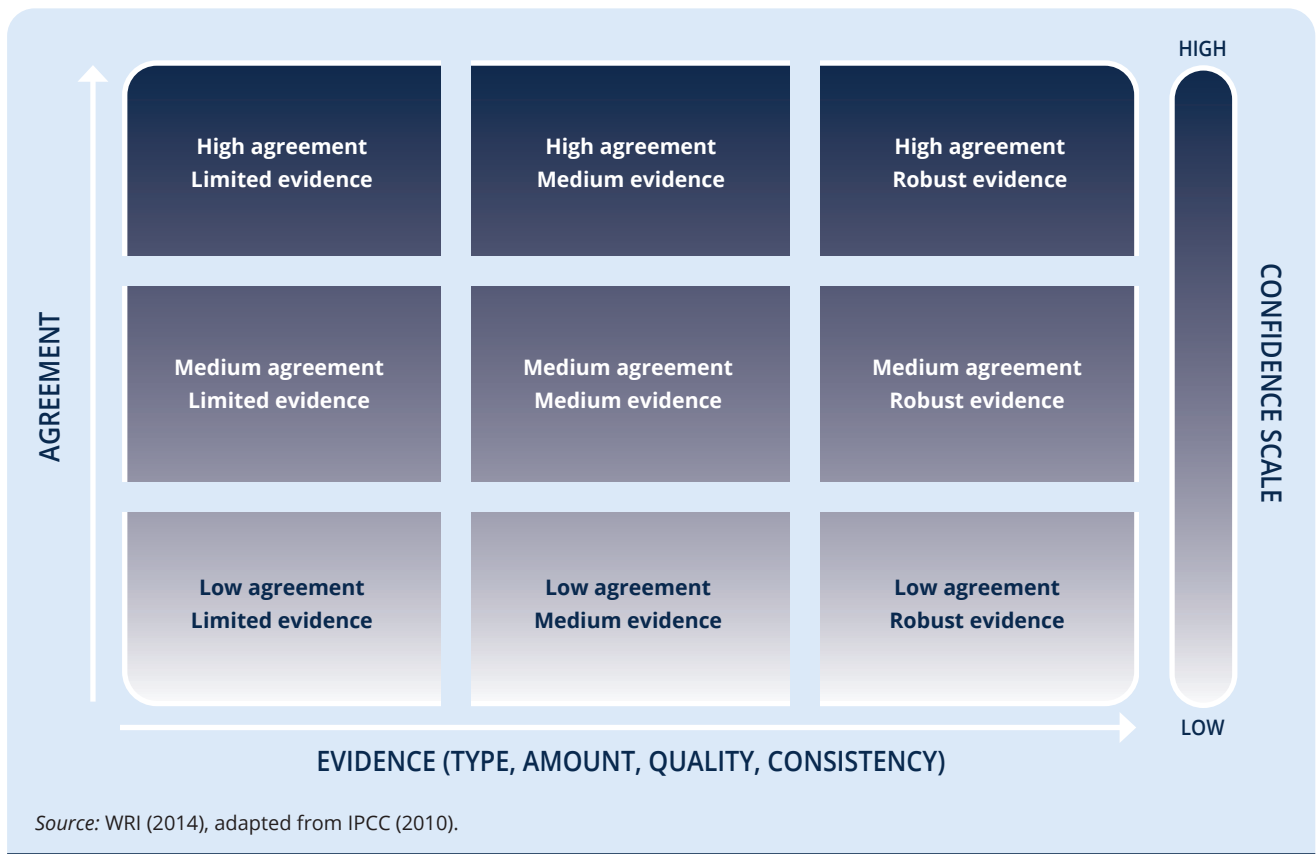 HIGH
High agreement
Limited evidence
High agreement
Medium evidence
High agreement
Robust evidence
AGREEMENT
Medium agreement
Limited evidence
Medium agreement
Medium evidence
Medium agreement
Robust evidence
CONFIDENCE SCALE
Low agreement
Limited evidence
Low agreement
Medium evidence
Low agreement
Robust evidence
LOW
EVIDENCE (TYPE, AMOUNT, QUALITY, CONSISTENCY)
Source: WRI (2014), adapted from IPCC (2010).